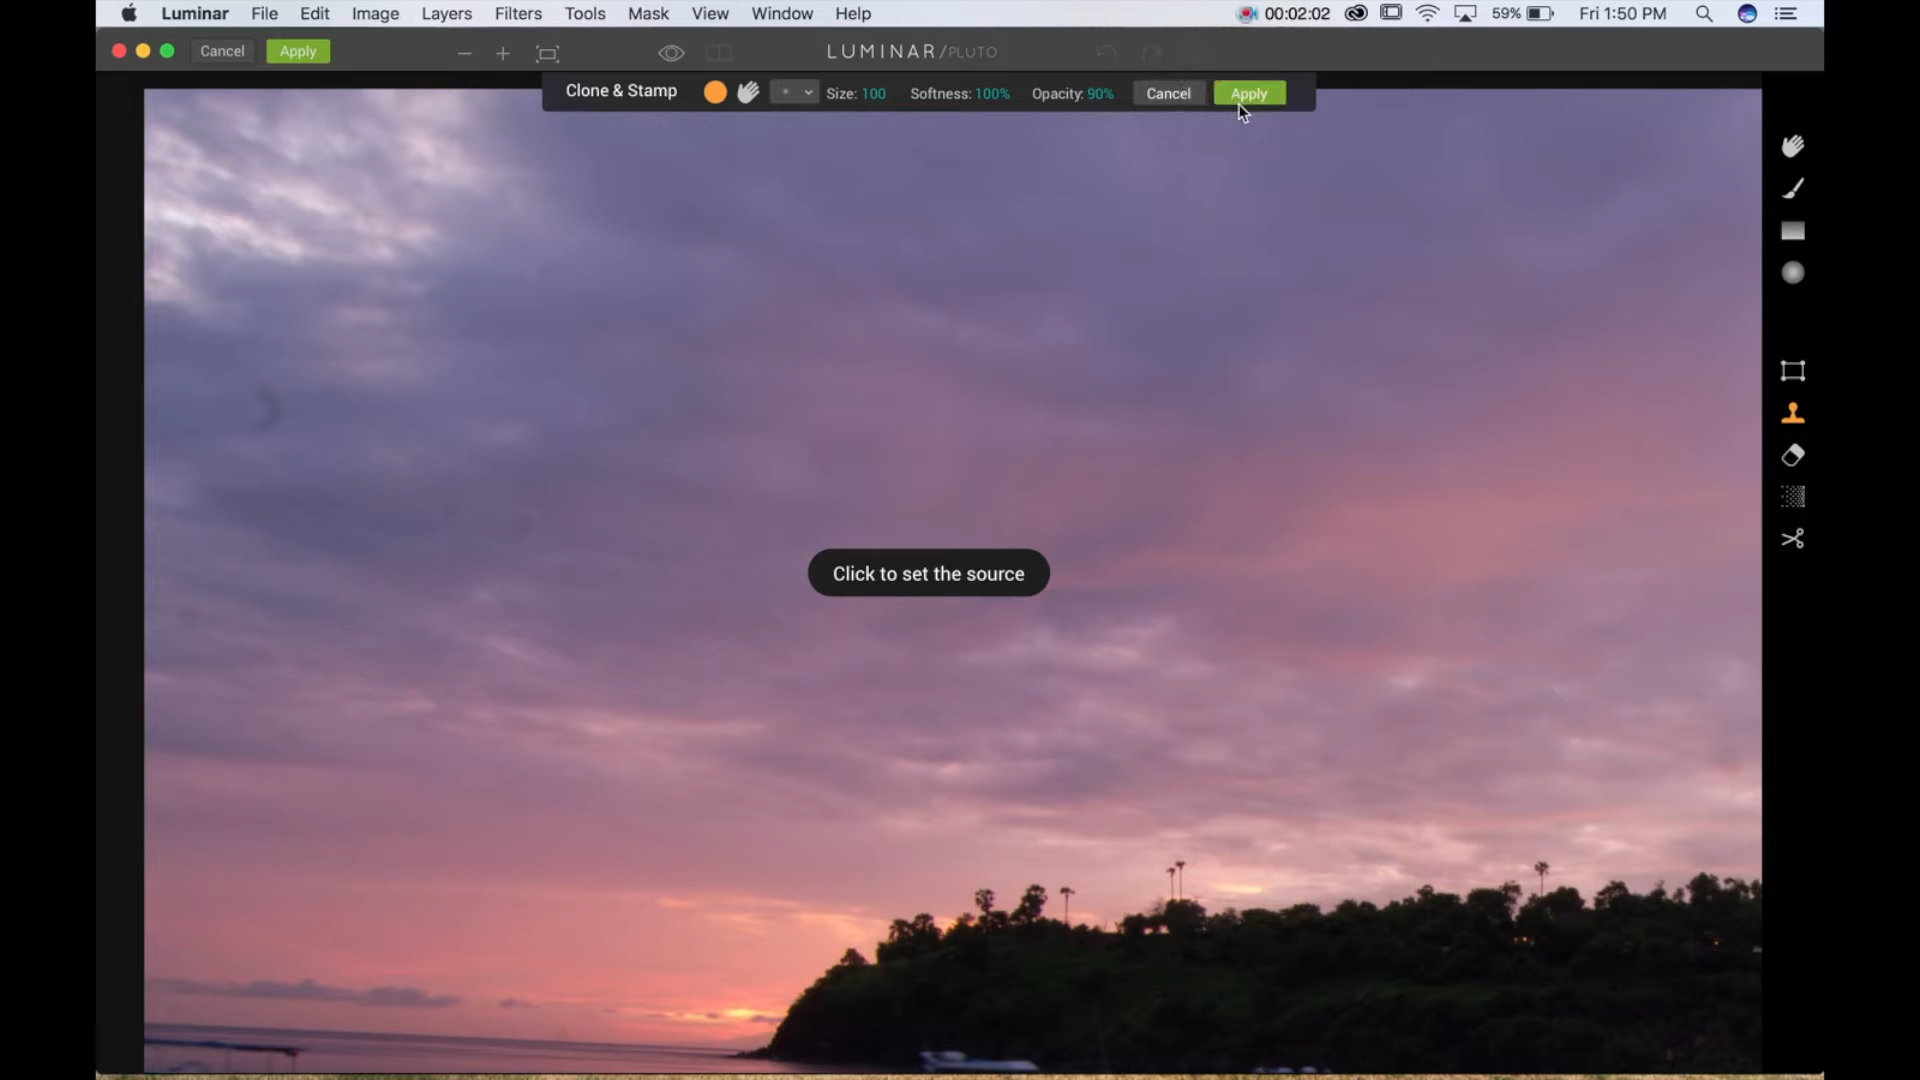 Luminar File Edit Image Layers Filters Tools Mask View Window Help 00:02:02 59% Fri 1:50 PM
Cancel Apply LUMINAR/PLUTO
Clone & Stamp Size: 100 Softness: 100% Opacity: 90% Cancel Apply
Click to set the source